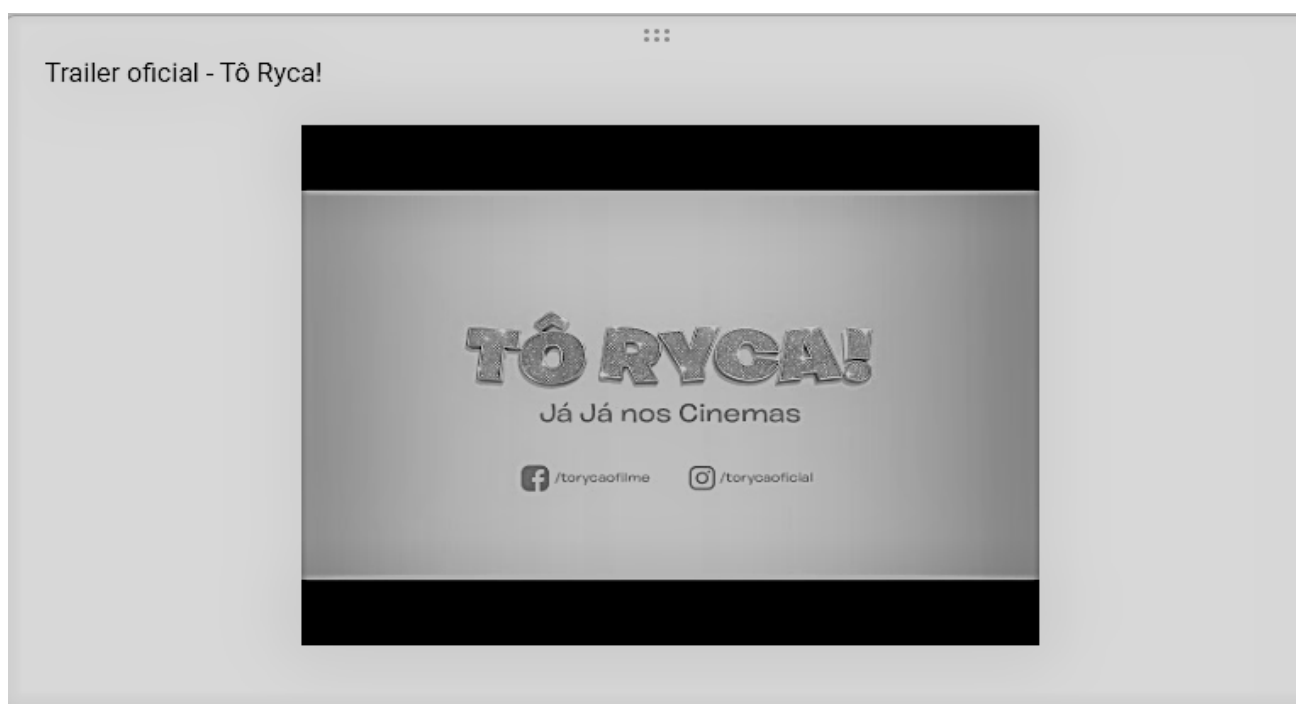 Trailer oficial - Tô Ryca!
TÔ RYCA!
Já Já nos Cinemas
/torycaofilme /torycaoficial